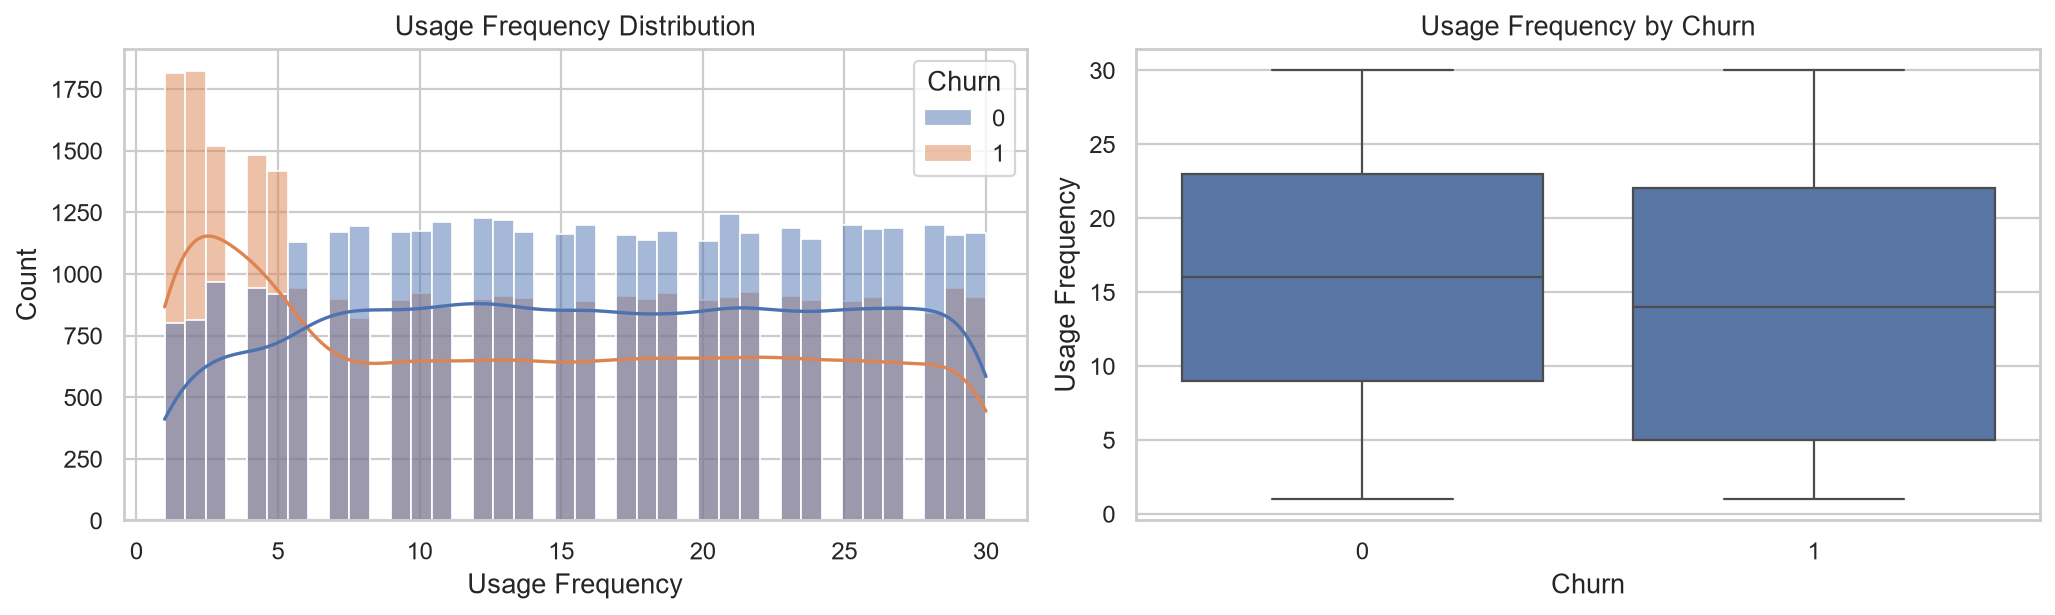 Usage Frequency Distribution
Count
1750
1500
1250
1000
750
500
250
0
Churn
0
1
0 5 10 15 20 25 30
Usage Frequency
Usage Frequency by Churn
Usage Frequency
30
25
20
15
10
5
0
0 1
Churn